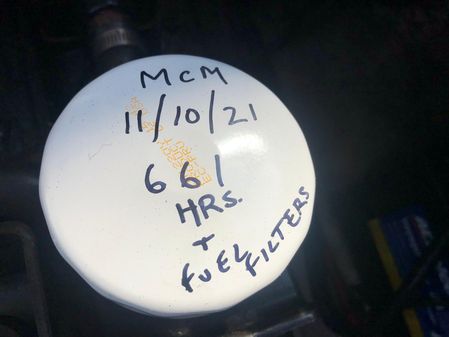 McM
11/10/21
661
HRS.
+
FUEL FILTERS